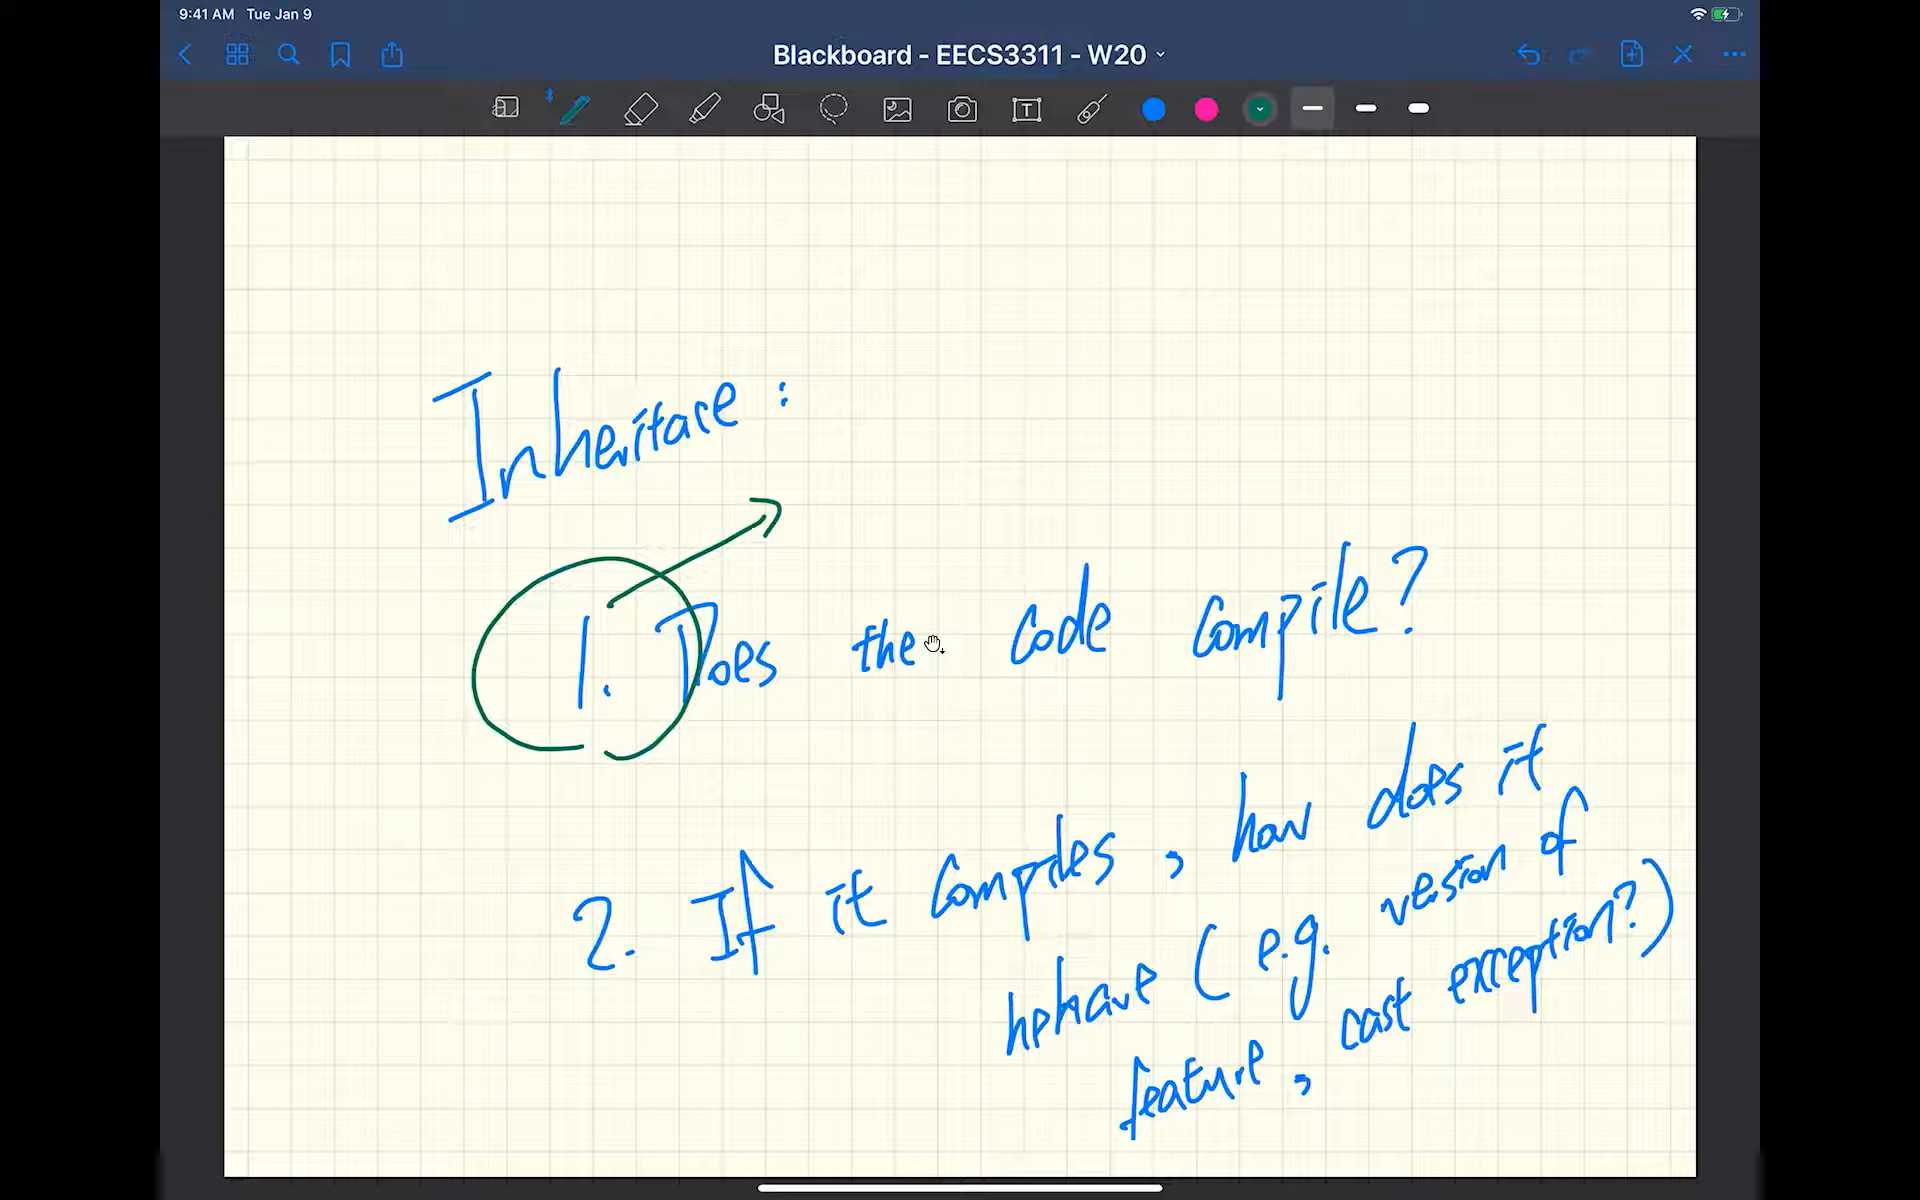 9:41 AM Tue Jan 9
Blackboard - EECS3311 - W20
Inheritace :
1. Does the code compile?
2. If it compiles, how does it
behave (e.g. version of
feature, cast exception?)